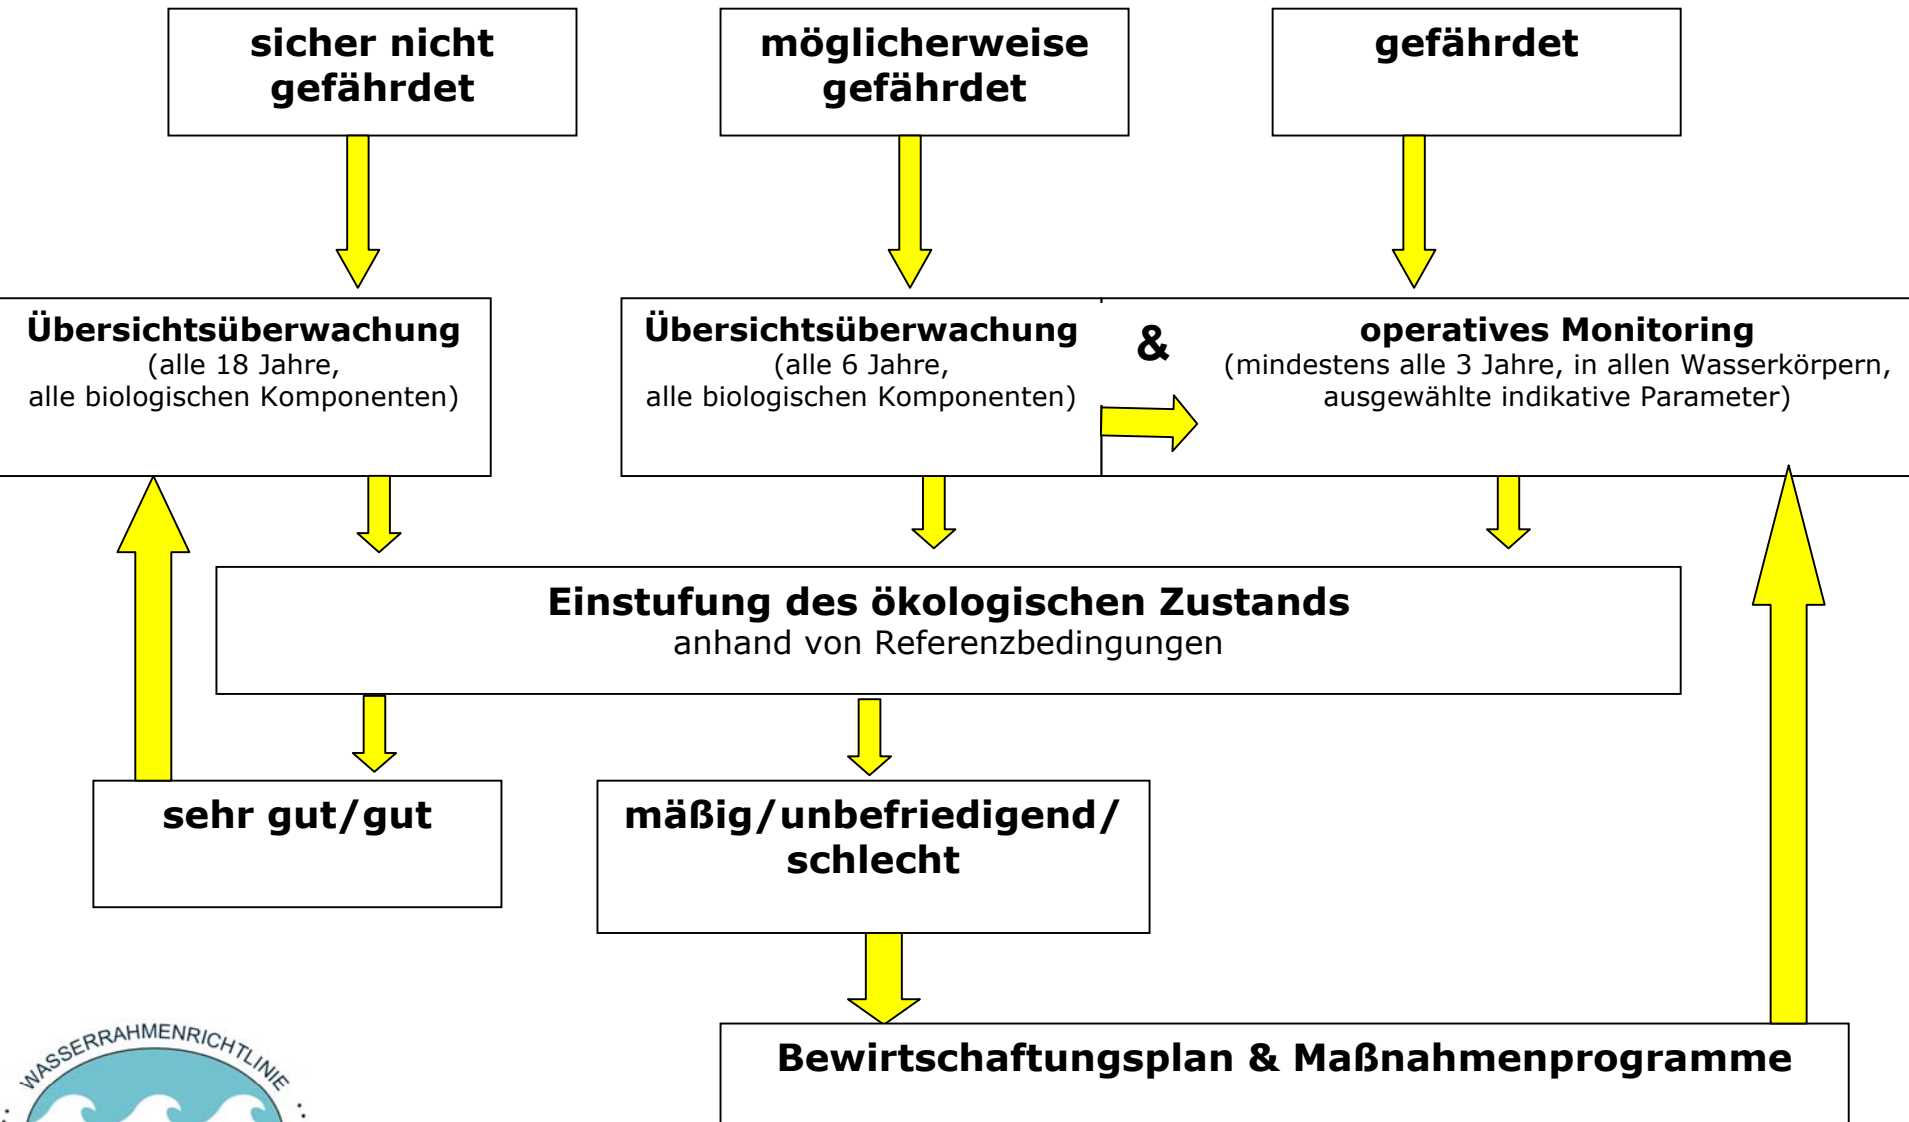 sicher nicht
gefährdet
möglicherweise
gefährdet
gefährdet
Übersichtsüberwachung
(alle 18 Jahre,
alle biologischen Komponenten)
Übersichtsüberwachung
(alle 6 Jahre,
alle biologischen Komponenten)
&
operatives Monitoring
(mindestens alle 3 Jahre, in allen Wasserkörpern,
ausgewählte indikative Parameter)
Einstufung des ökologischen Zustands
anhand von Referenzbedingungen
sehr gut/gut
mäßig/unbefriedigend/
schlecht
Bewirtschaftungsplan & Maßnahmenprogramme
WASSERRAHMENRICHTLINIE